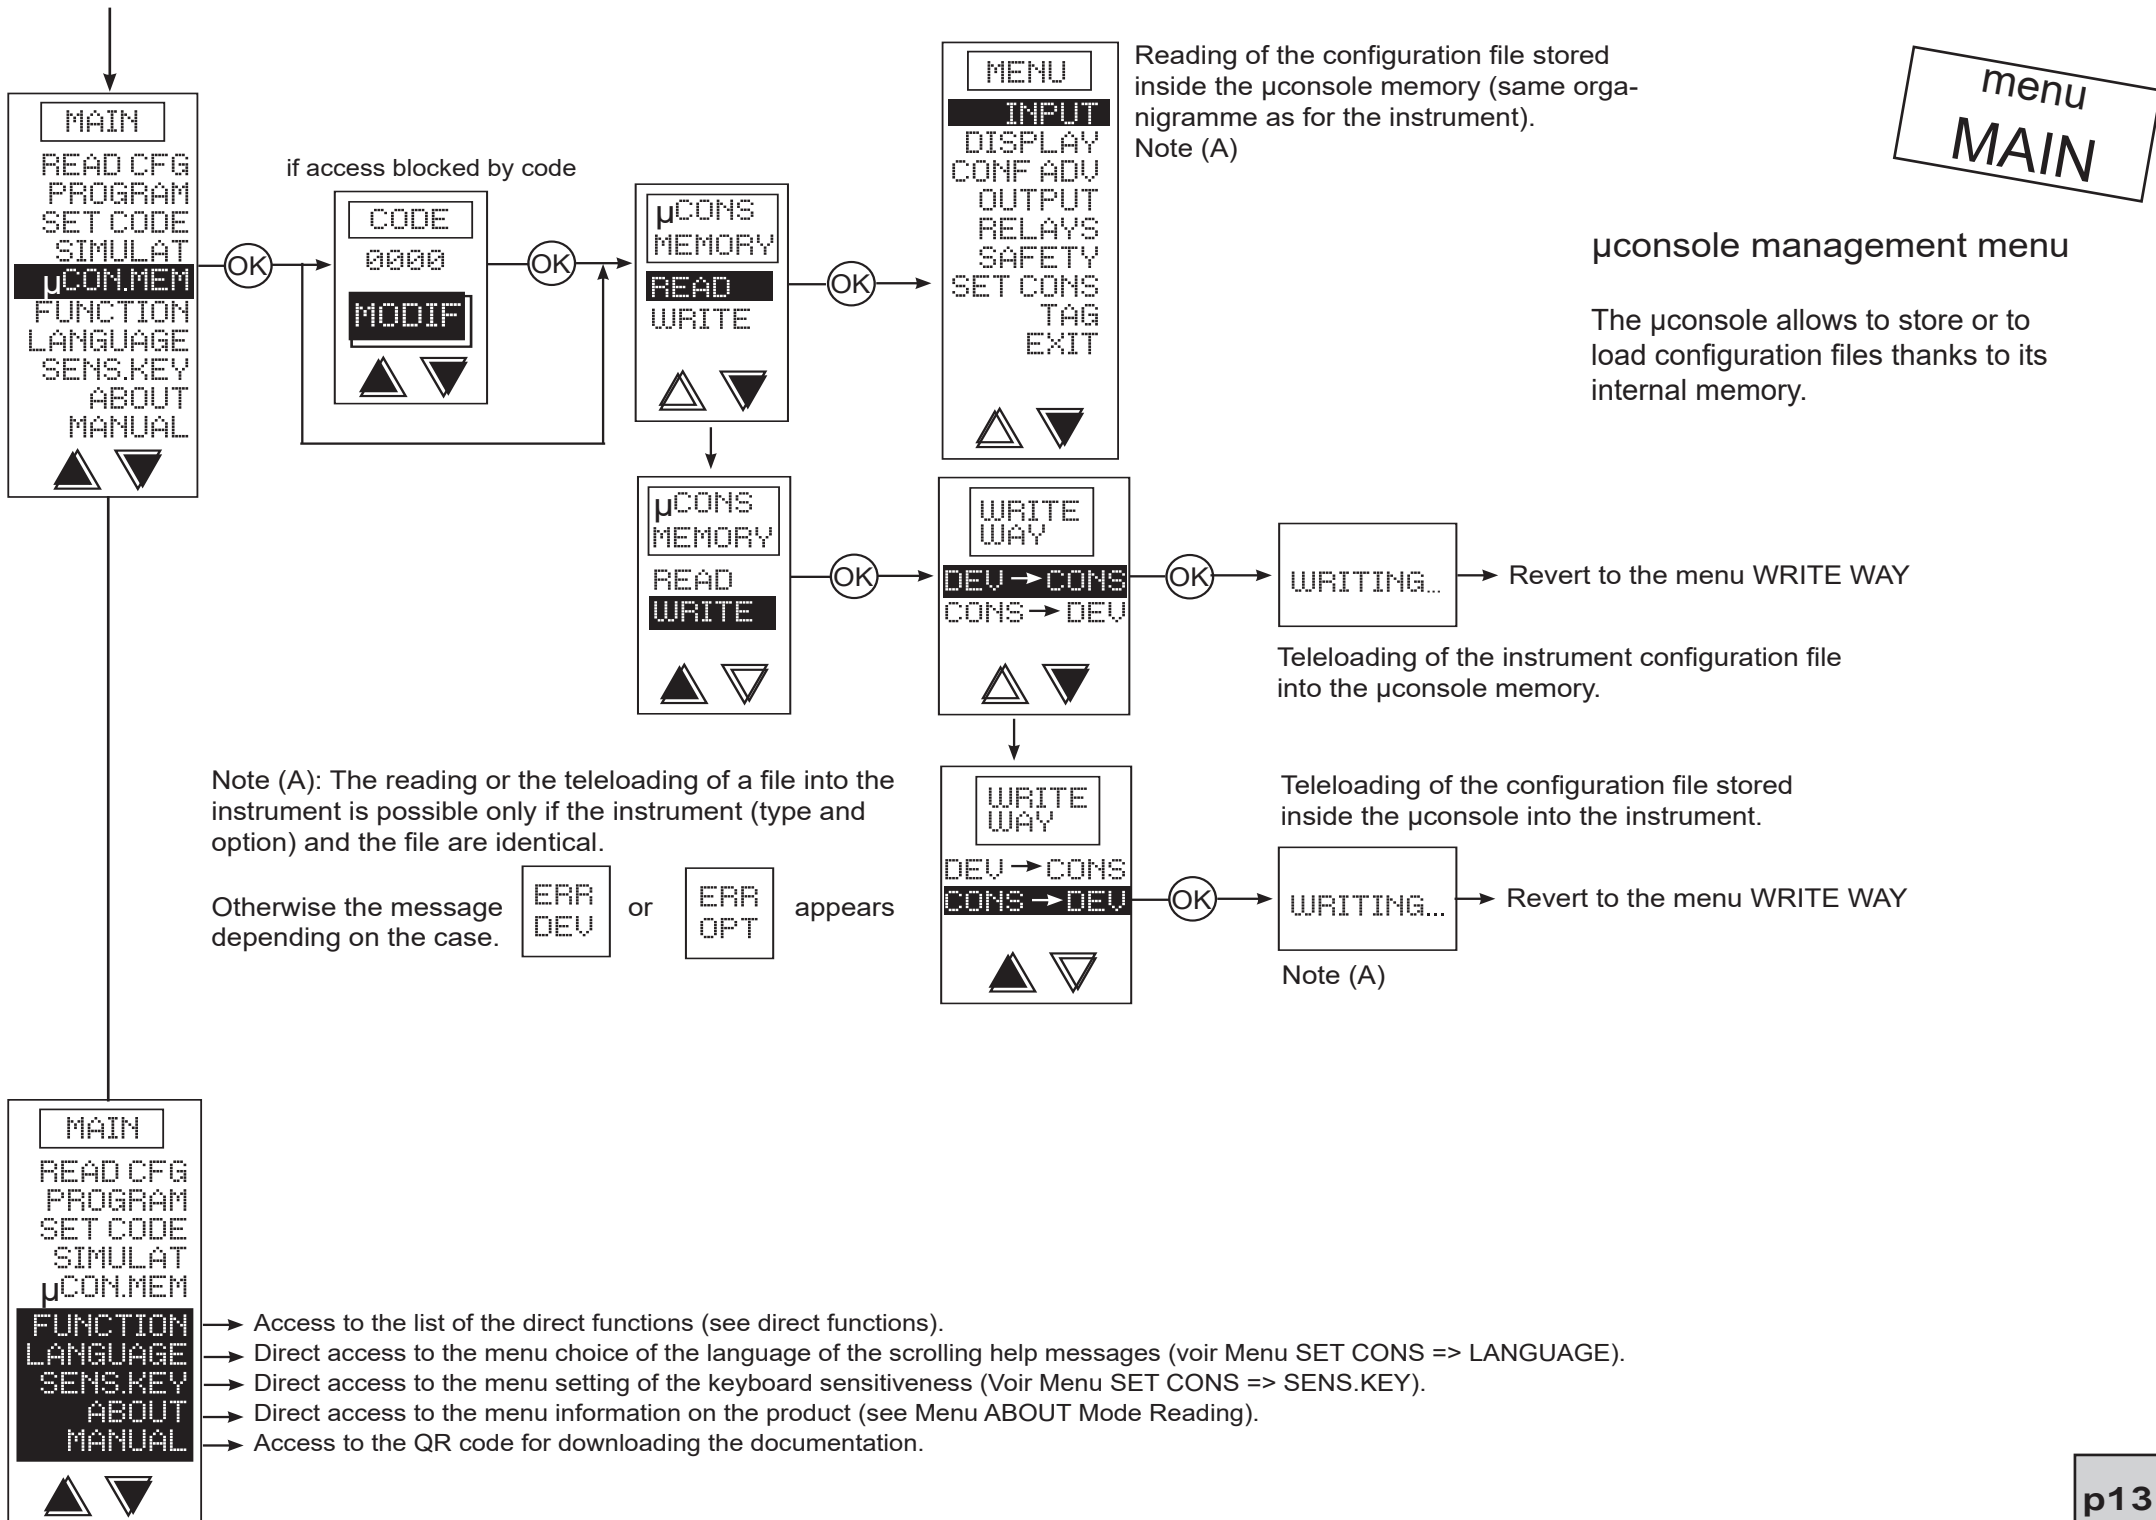 menu
MAIN
µconsole management menu
The µconsole allows to store or to
load configuration files thanks to its
internal memory.
MAIN
READ CFG
PROGRAM
SET CODE
SIMULAT
µCON.MEM
FUNCTION
LANGUAGE
SENS.KEY
ABOUT
MANUAL
OK
if access blocked by code
CODE
0000
MODIF
OK
µCONS
MEMORY
READ
WRITE
OK
MENU
INPUT
DISPLAY
CONF ADV
OUTPUT
RELAYS
SAFETY
SET CONS
TAG
EXIT
Reading of the configuration file stored
inside the µconsole memory (same orga-
nigramme as for the instrument).
Note (A)
µCONS
MEMORY
READ
WRITE
OK
WRITE
WAY
DEV → CONS
CONS → DEV
OK
WRITING...
Revert to the menu WRITE WAY
Teleloading of the instrument configuration file
into the µconsole memory.
Note (A): The reading or the teleloading of a file into the
instrument is possible only if the instrument (type and
option) and the file are identical.
Otherwise the message ERR DEV or ERR OPT appears
depending on the case.
WRITE
WAY
DEV → CONS
CONS → DEV
OK
Teleloading of the configuration file stored
inside the µconsole into the instrument.
WRITING...
Revert to the menu WRITE WAY
Note (A)
MAIN
READ CFG
PROGRAM
SET CODE
SIMULAT
µCON.MEM
FUNCTION → Access to the list of the direct functions (see direct functions).
LANGUAGE → Direct access to the menu choice of the language of the scrolling help messages (voir Menu SET CONS => LANGUAGE).
SENS.KEY → Direct access to the menu setting of the keyboard sensitiveness (Voir Menu SET CONS => SENS.KEY).
ABOUT → Direct access to the menu information on the product (see Menu ABOUT Mode Reading).
MANUAL → Access to the QR code for downloading the documentation.
p13